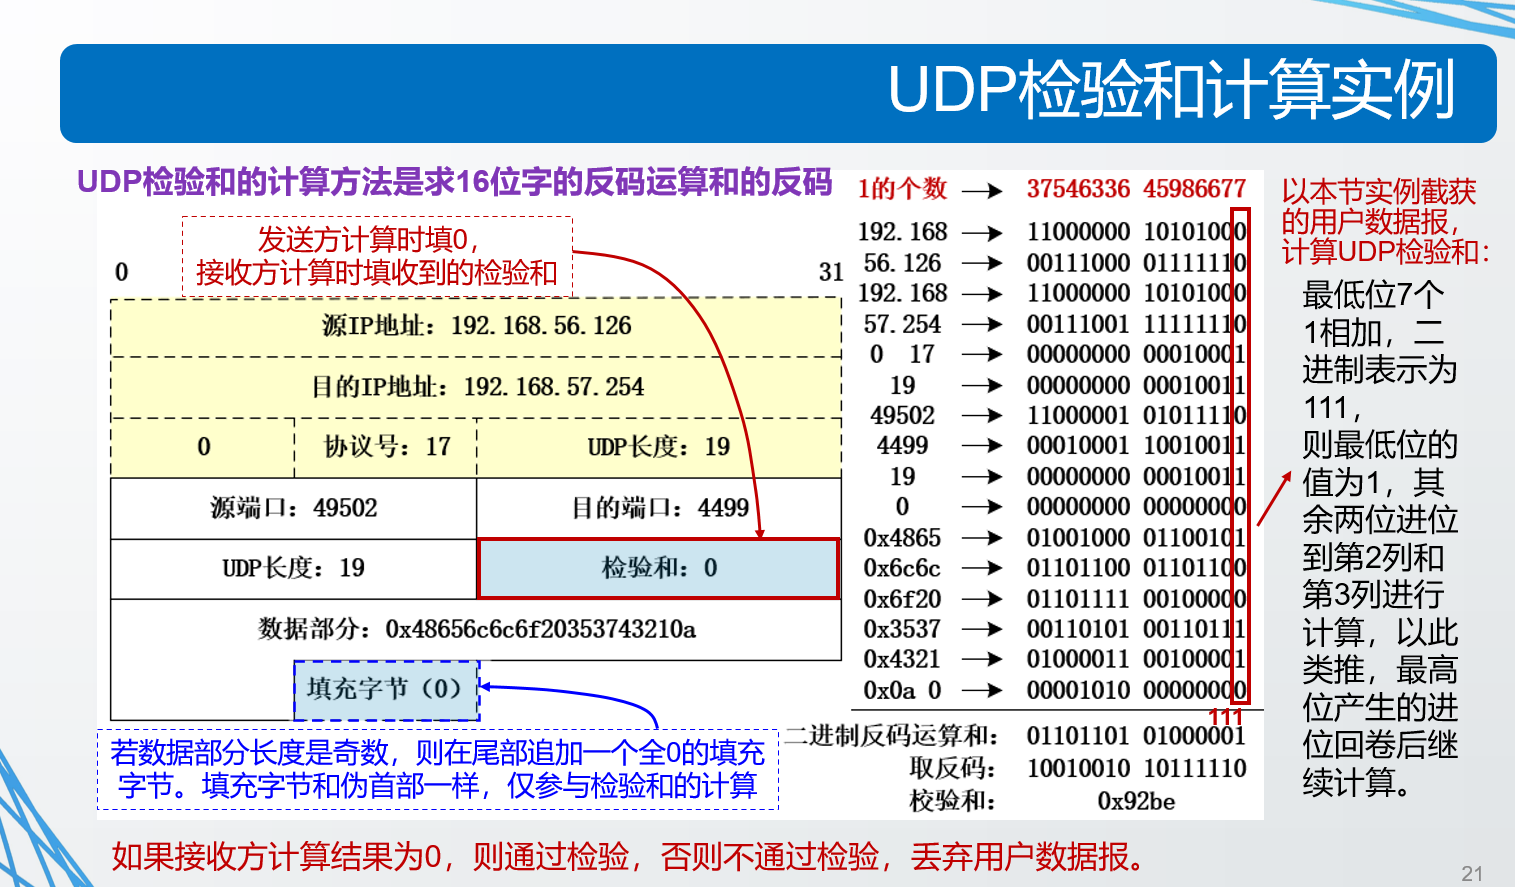 UDP检验和计算实例
UDP检验和的计算方法是求16位字的反码运算和的反码
发送方计算时填0，
接收方计算时填收到的检验和
0 31
源IP地址：192.168.56.126
目的IP地址：192.168.57.254
0 协议号：17 UDP长度：19
源端口：49502 目的端口：4499
UDP长度：19 检验和：0
数据部分：0x48656c6c6f20353743210a
填充字节（0）
若数据部分长度是奇数，则在尾部追加一个全0的填充
字节。填充字节和伪首部一样，仅参与检验和的计算
1的个数 → 37546336 45986677
192.168 → 11000000 10101000
56.126 → 00111000 01111110
192.168 → 11000000 10101000
57.254 → 00111001 11111110
0 17 → 00000000 00010001
19 → 00000000 00010011
49502 → 11000001 01011110
4499 → 00010001 10010011
19 → 00000000 00010011
0 → 00000000 00000000
0x4865 → 01001000 01100101
0x6c6c → 01101100 01101100
0x6f20 → 01101111 00100000
0x3537 → 00110101 00110111
0x4321 → 01000011 00100001
0x0a 0 → 00001010 00000000
111
二进制反码运算和： 01101101 01000001
取反码： 10010010 10111110
校验和： 0x92be
以本节实例截获
的用户数据报，
计算UDP检验和：
最低位7个
1相加，二
进制表示为
111，
则最低位的
值为1，其
余两位进位
到第2列和
第3列进行
计算，以此
类推，最高
位产生的进
位回卷后继
续计算。
如果接收方计算结果为0，则通过检验，否则不通过检验，丢弃用户数据报。
21